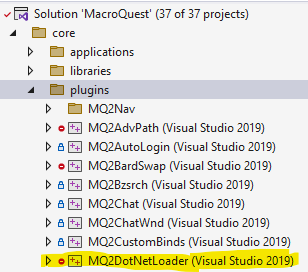 Solution 'MacroQuest' (37 of 37 projects)
core
applications
libraries
plugins
MQ2Nav
MQ2AdvPath (Visual Studio 2019)
MQ2AutoLogin (Visual Studio 2019)
MQ2BardSwap (Visual Studio 2019)
MQ2Bzsrch (Visual Studio 2019)
MQ2Chat (Visual Studio 2019)
MQ2ChatWnd (Visual Studio 2019)
MQ2CustomBinds (Visual Studio 2019)
MQ2DotNetLoader (Visual Studio 2019)